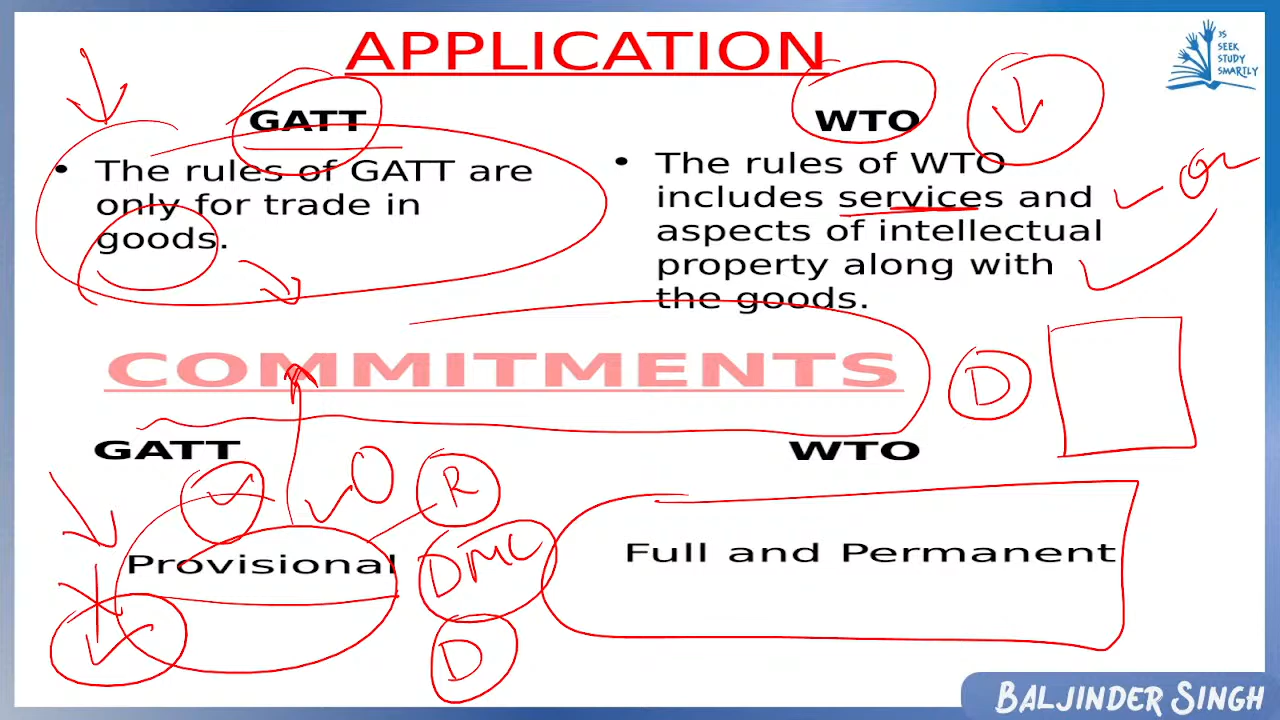 APPLICATION
GATT
• The rules of GATT are
only for trade in
goods.
WTO
• The rules of WTO
includes services and
aspects of intellectual
property along with
the goods.
COMMITMENTS
D
GATT
WTO
R
Provisional
DMC
D
Full and Permanent
JS
SEEK
STUDY
SMARTLY
BALJINDER SINGH